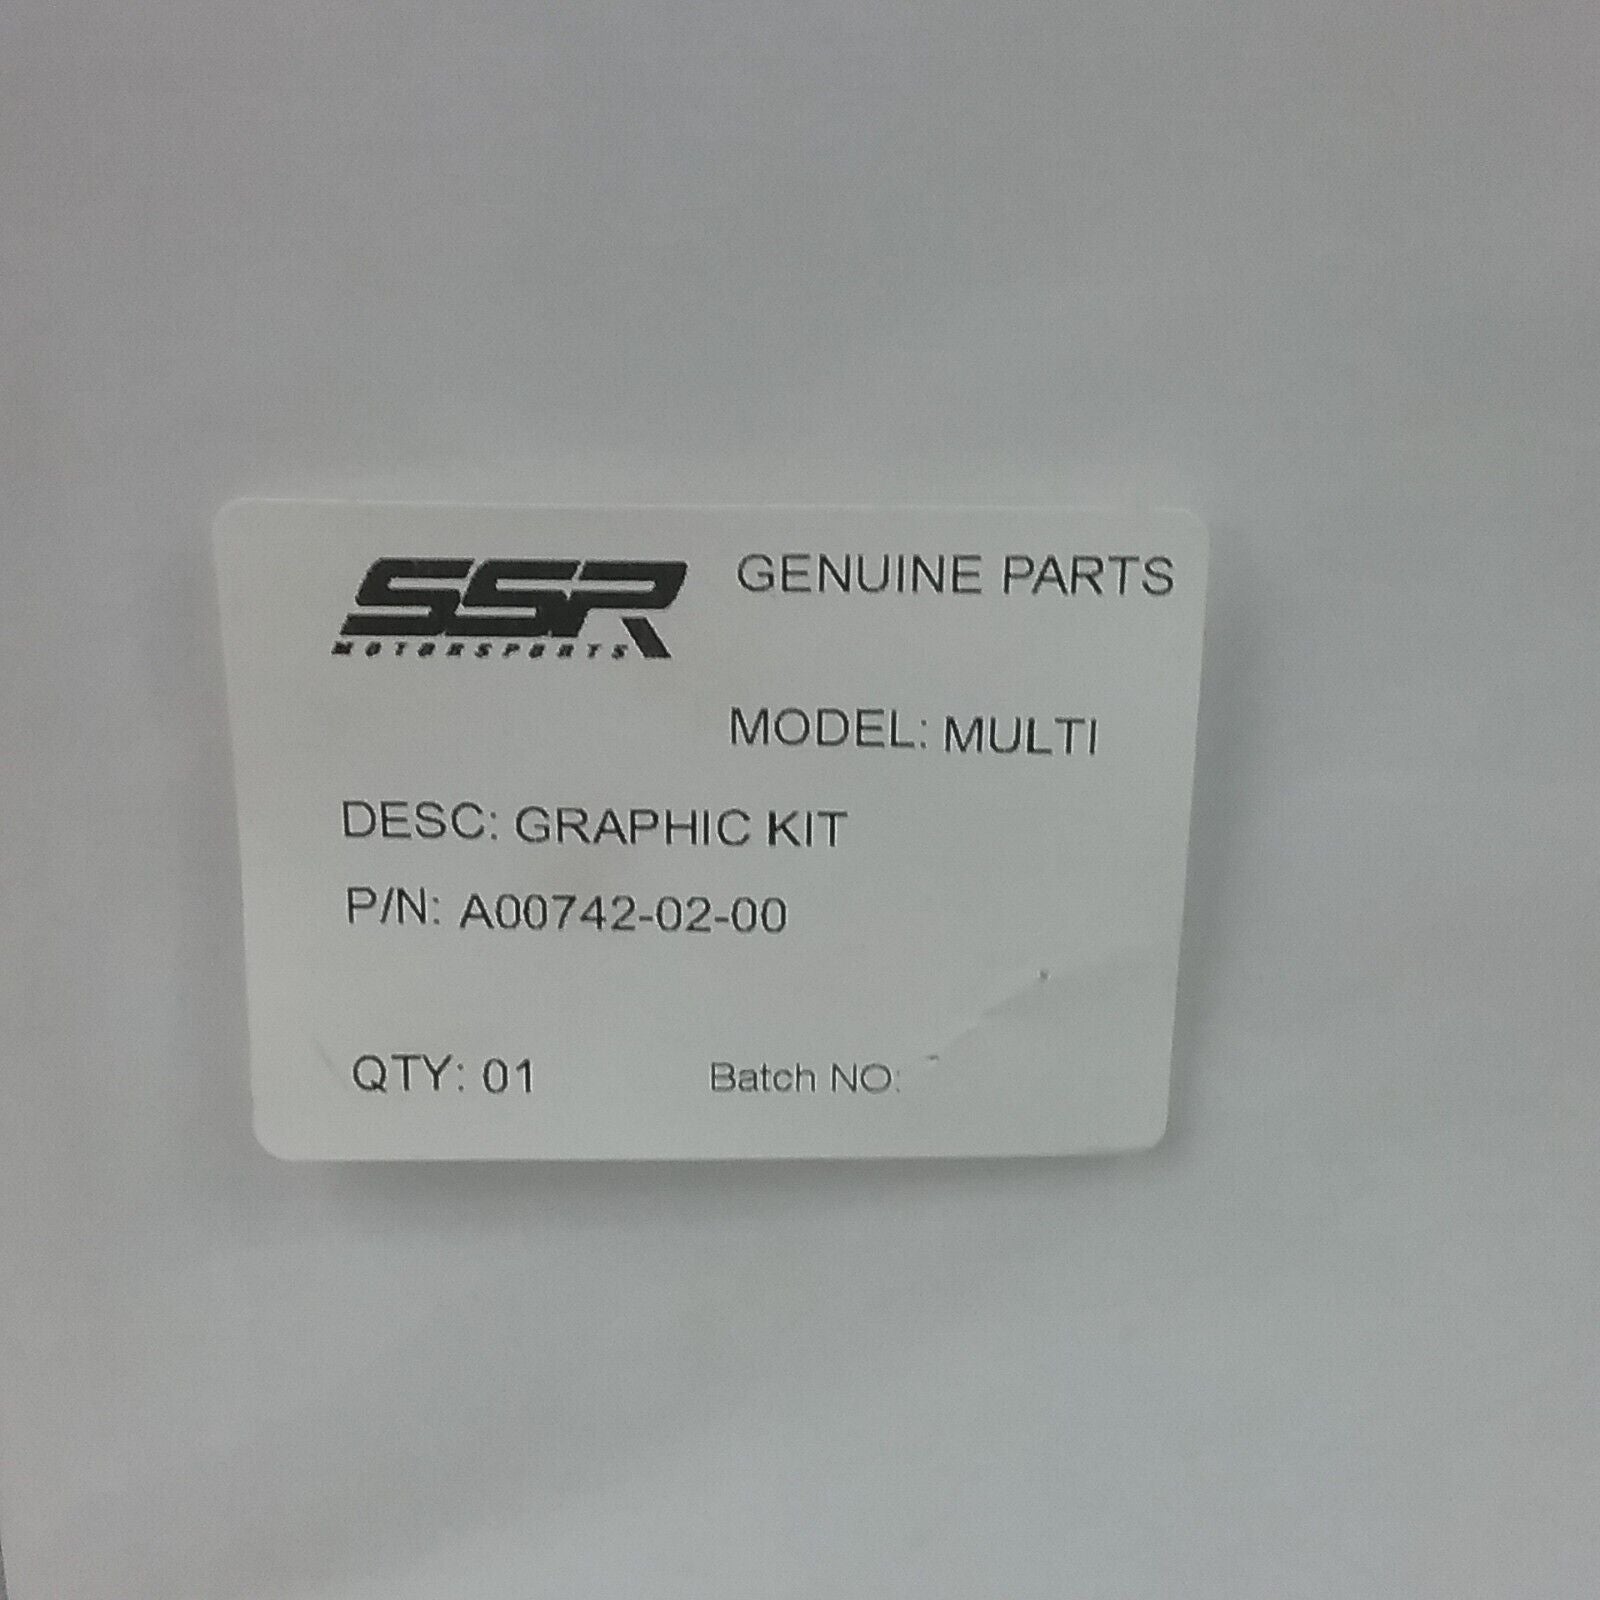 SSR GENUINE PARTS
MOTORSPORTS
MODEL: MULTI
DESC: GRAPHIC KIT
P/N: A00742-02-00
QTY: 01 Batch NO: